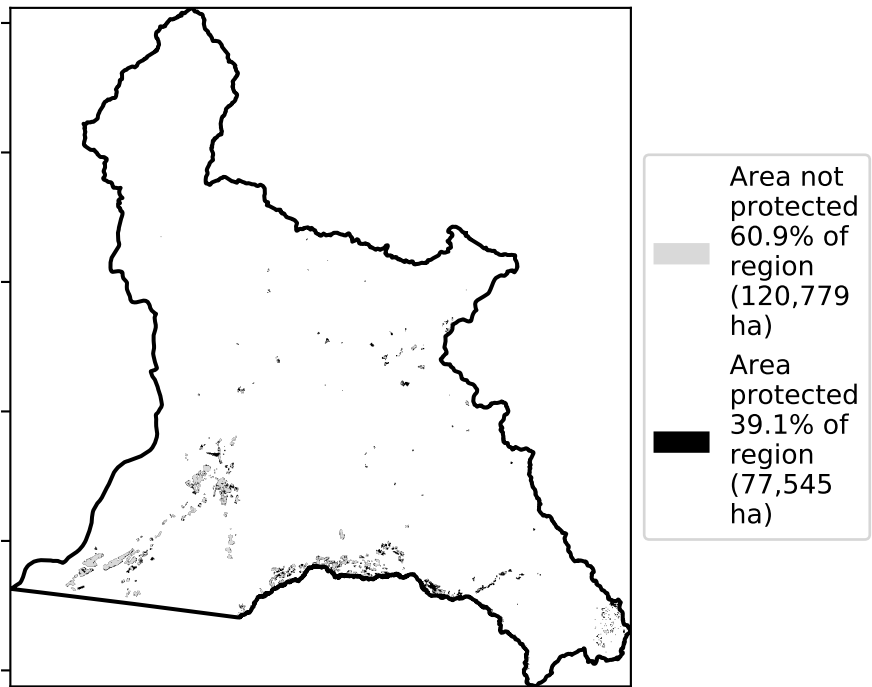 Area not
protected
60.9% of
region
(120,779
ha)
Area
protected
39.1% of
region
(77,545
ha)